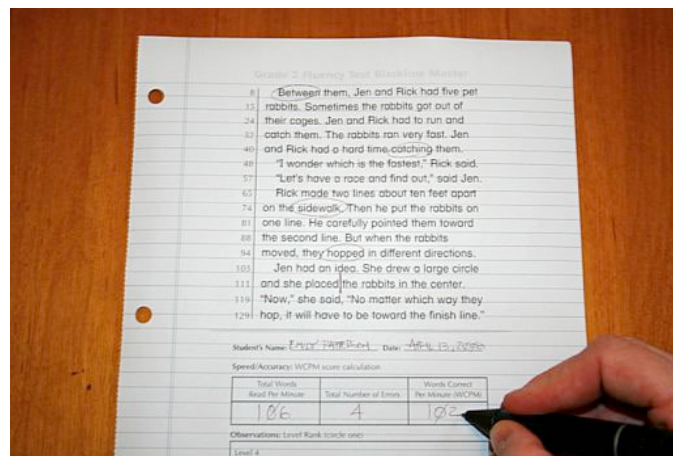 Grade 2 Fluency Test Blackline Master
8 Between them, Jen and Rick had five pet
15 rabbits. Sometimes the rabbits got out of
24 their cages. Jen and Rick had to run and
32 catch them. The rabbits ran very fast. Jen
40 and Rick had a hard time catching them.
48 "I wonder which is the fastest," Rick said.
57 "Let's have a race and find out," said Jen.
65 Rick made two lines about ten feet apart
74 on the sidewalk. Then he put the rabbits on
81 one line. He carefully pointed them toward
88 the second line. But when the rabbits
94 moved, they hopped in different directions.
103 Jen had an idea. She drew a large circle
111 and she placed the rabbits in the center.
119 "Now," she said, "No matter which way they
129 hop, it will have to be toward the finish line."
Student's Name: EMILY Date: APRIL 13,
Speed/Accuracy: WCPM score calculation
Total Words Read Per Minute Total Number of Errors Words Correct Per Minute (WCPM)
106 4 102
Observations: Level Rank (circle one)
Level 4